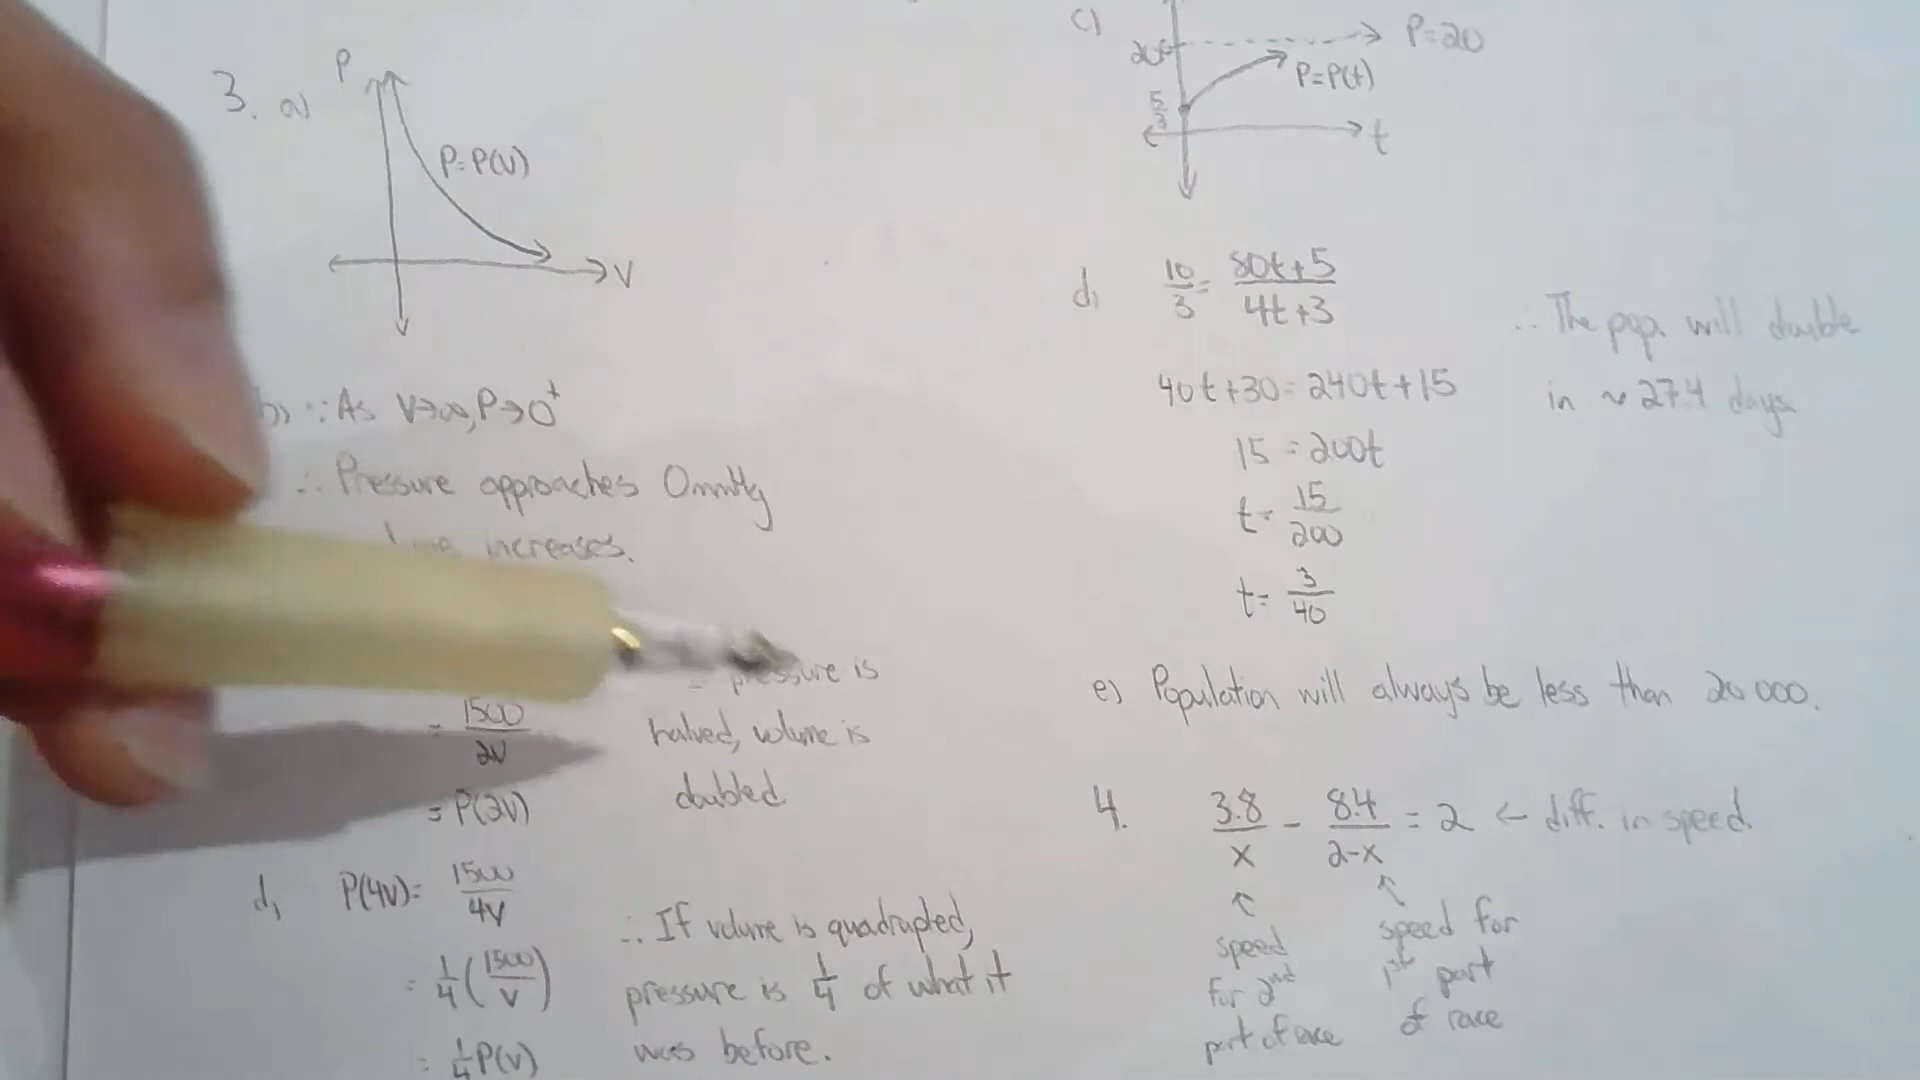 3. a)
P
P=P(V)
V
b) ∵ As V→∞, P→0⁺
∴ Pressure approaches 0mmHg
increases.
pressure is
= 1500/2V
halved, volume is
= P(2V)
doubled
d) P(4V) = 1500/4V
= 1/4 (1500/V)
= 1/4 P(V)
∴ If volume is quadrupled,
pressure is 1/4 of what it
was before.
c)
20
P=20
P=P(t)
5/3
t
d) 10/3 = 80t+5/4t+3
40t+30=240t+15
15 = 200t
t = 15/200
t = 3/40
∴ The pop. will double
in ~27.4 days
e) Population will always be less than 20 000.
4. 3.8/x - 8.4/2-x = 2 ← diff. in speed.
↑
speed
for 2nd
part of race
↑
speed for
1st part
of race